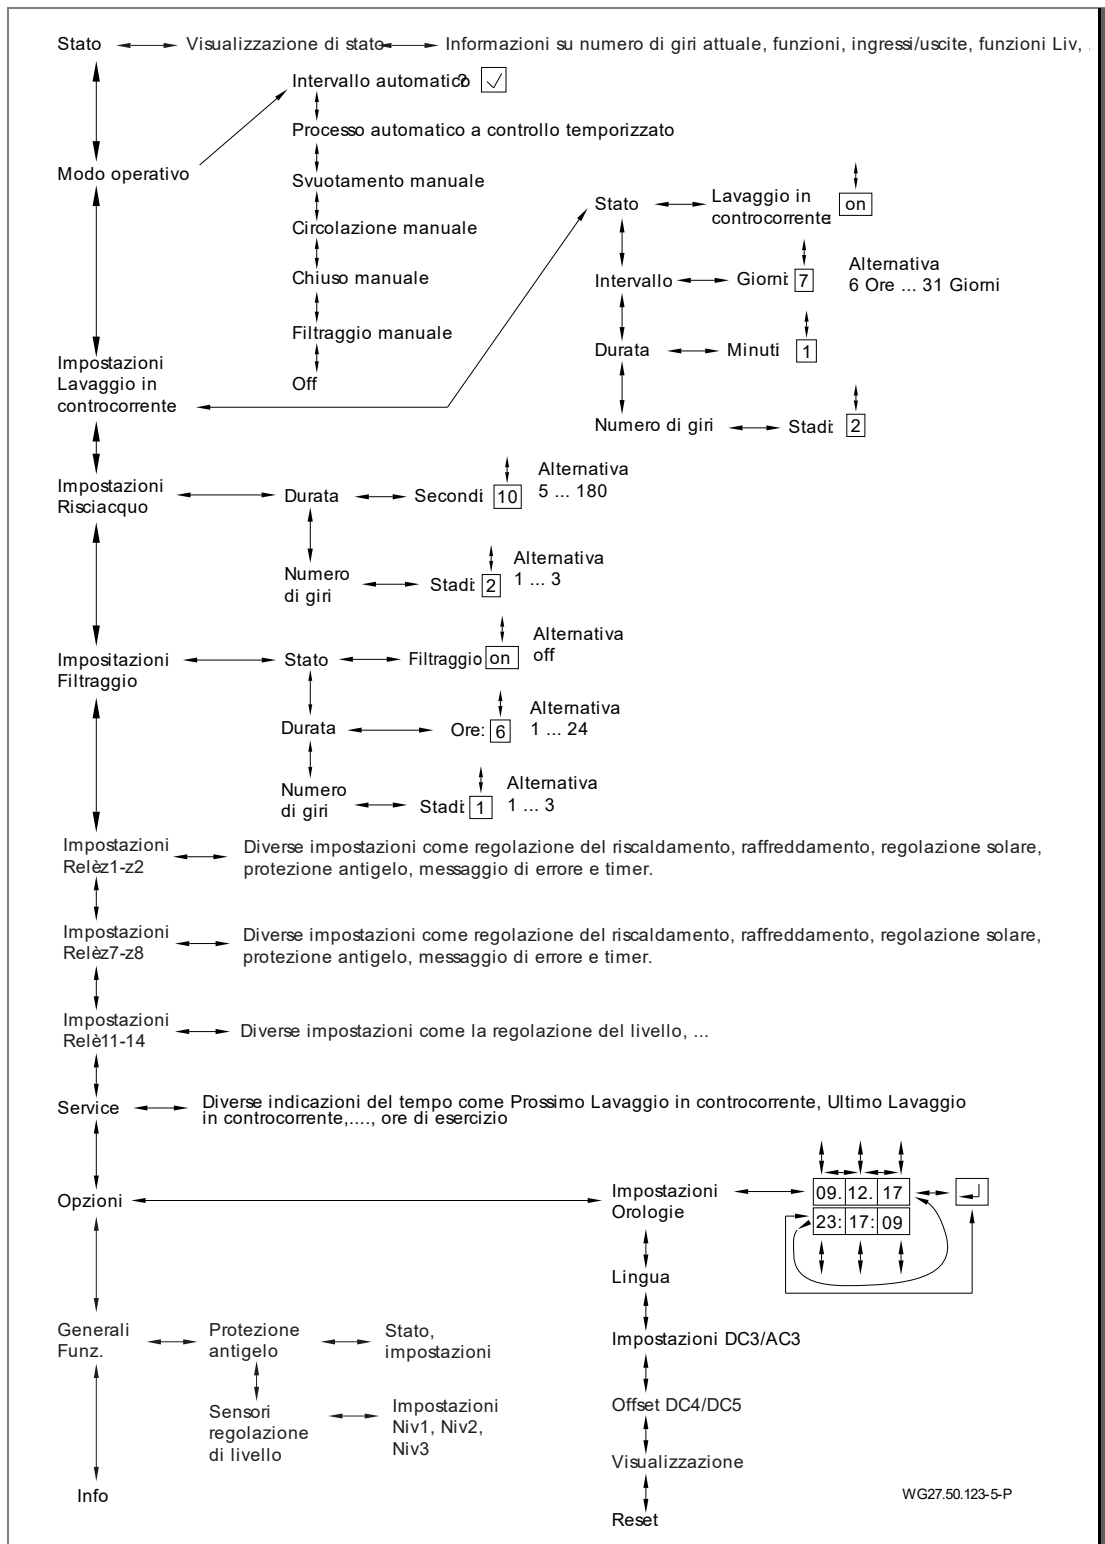 Stato
Visualizzazione di stato
Informazioni su numero di giri attuale, funzioni, ingressi/uscite, funzioni Liv, .
Modo operativo
Intervallo automatico?
Processo automatico a controllo temporizzato
Svuotamento manuale
Circolazione manuale
Chiuso manuale
Filtraggio manuale
Off
Impostazioni
Lavaggio in
controcorrente
Stato
Lavaggio in
controcorrente:
on
Intervallo
Giorni:
7
Alternativa
6 Ore ... 31 Giorni
Durata
Minuti:
1
Numero di giri
Stadi:
2
Impostazioni
Risciacquo
Durata
Secondi:
10
Alternativa
5 ... 180
Numero
di giri
Stadi:
2
Alternativa
1 ... 3
Impositazioni
Filtraggio
Stato
Filtraggio:
on
Alternativa
off
Durata
Ore:
6
Alternativa
1 ... 24
Numero
di giri
Stadi:
1
Alternativa
1 ... 3
Impostazioni
Relèz1-z2
Diverse impostazioni come regolazione del riscaldamento, raffreddamento, regolazione solare,
protezione antigelo, messaggio di errore e timer.
Impostazioni
Relèz7-z8
Diverse impostazioni come regolazione del riscaldamento, raffreddamento, regolazione solare,
protezione antigelo, messaggio di errore e timer.
Impostazioni
Relè11-14
Diverse impostazioni come la regolazione del livello, ...
Service
Diverse indicazioni del tempo come Prossimo Lavaggio in controcorrente, Ultimo Lavaggio
in controcorrente,...., ore di esercizio
Opzioni
Impostazioni
Orologie
09. 12. 17
23: 17: 09
Lingua
Impostazioni DC3/AC3
Offset DC4/DC5
Visualizzazione
Reset
Generali
Funz.
Protezione
antigelo
Stato,
impostazioni
Sensori
regolazione
di livello
Impostazioni
Niv1, Niv2,
Niv3
Info
WG27.50.123-5-P